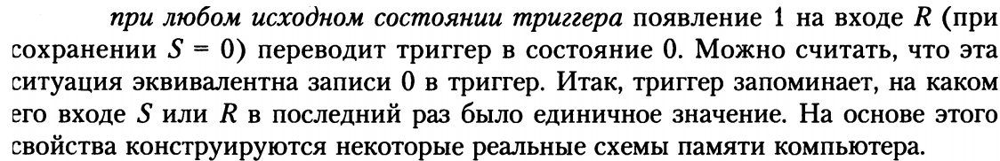 при любом исходном состоянии триггера появление 1 на входе R (при
сохранении S = 0) переводит триггер в состояние 0. Можно считать, что эта
ситуация эквивалентна записи 0 в триггер. Итак, триггер запоминает, на каком
его входе S или R в последний раз было единичное значение. На основе этого
свойства конструируются некоторые реальные схемы памяти компьютера.